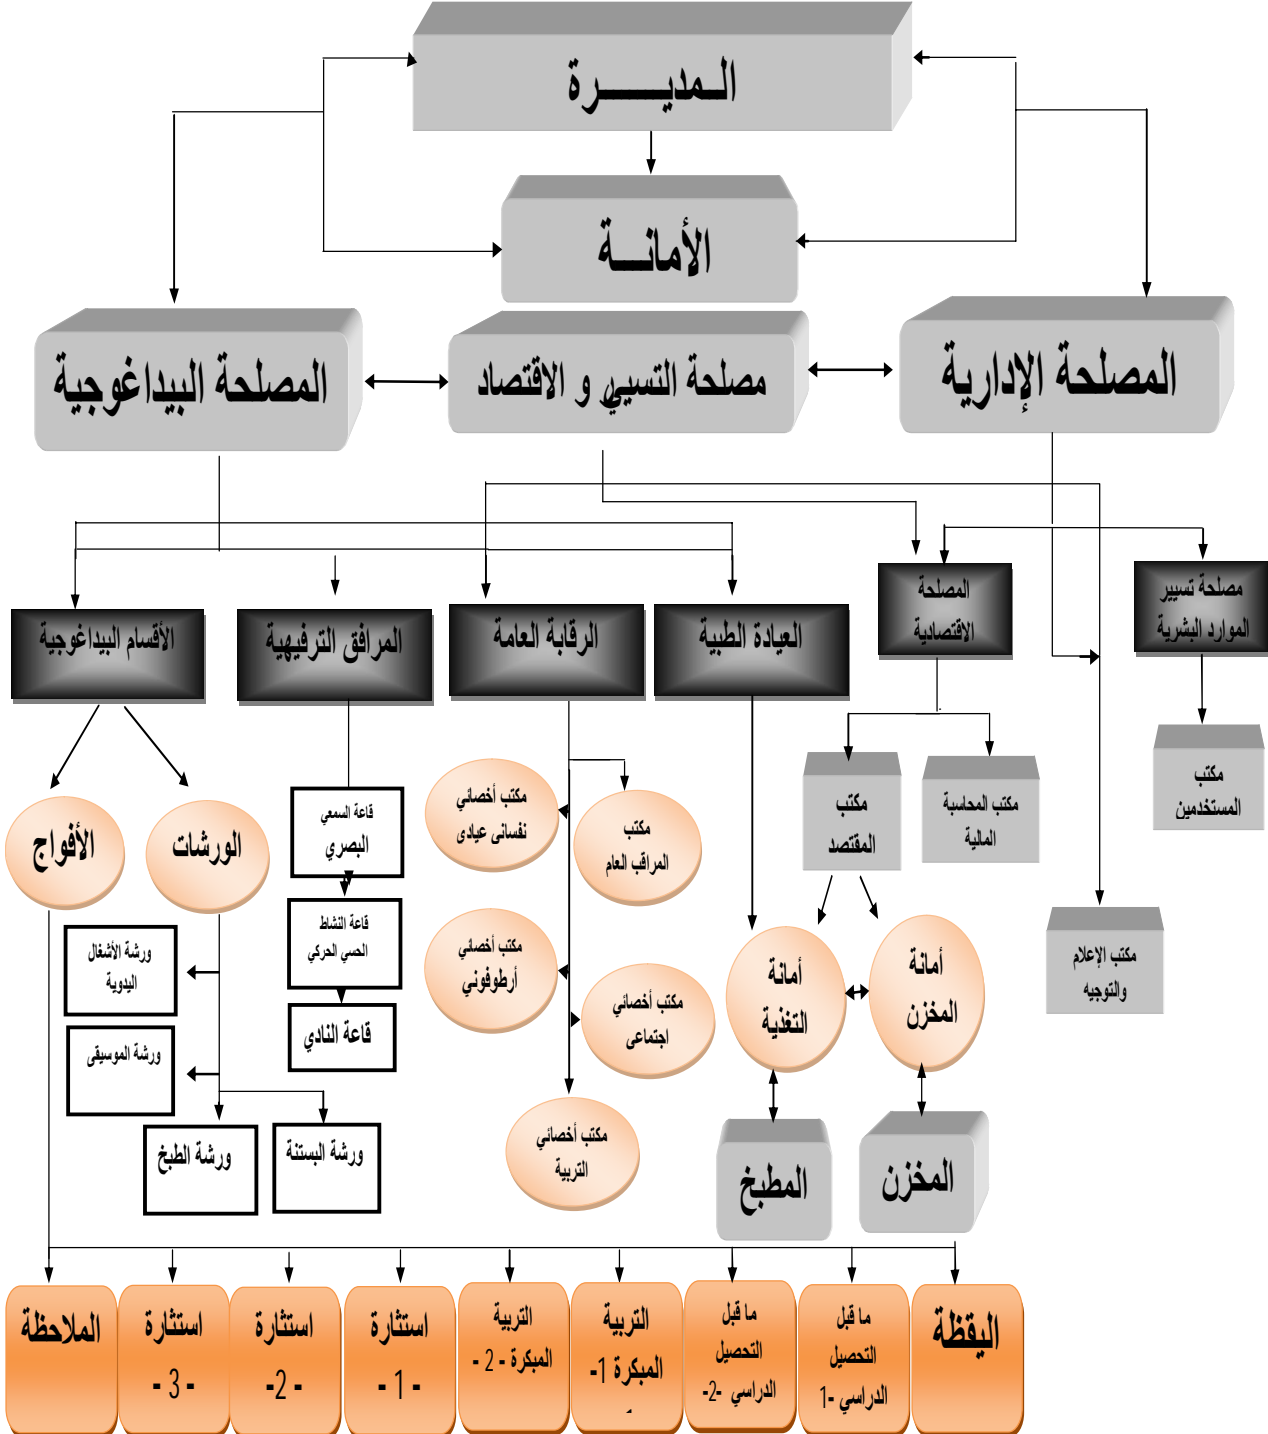 الـمديـــــــرة
الأمانـــة
المصلحة الإدارية
مصلحة التسيي و الاقتصاد
المصلحة البيداغوجية
مصلحة تسيير
الموارد البشرية
المصلحة
الاقتصادية
العيادة الطبية
الرقابة العامة
المرافق الترفيهية
الأقسام البيداغوجية
مكتب
المستخدمين
مكتب المحاسبة
المالية
مكتب
المقتصد
مكتب
المراقب العام
مكتب أخصائي
نفسانى عيادى
قاعة السمعي
البصري
الورشات
الأفواج
مكتب الإعلام
والتوجيه
أمانة
المخزن
أمانة
التغذية
مكتب أخصائي
اجتماعى
مكتب أخصائي
أرطوفوني
قاعة النشاط
الحسي الحركي
قاعة النادي
ورشة الأشغال
اليدوية
ورشة الموسيقى
ورشة البستنة
ورشة الطبخ
مكتب أخصائي
التربية
المخزن
المطبخ
اليقظة
ما قبل
التحصيل
الدراسي -1
ما قبل
التحصيل
الدراسي -2-
التربية
المبكرة 1-
التربية
المبكرة - 2 -
استثارة
- 1 -
استثارة
-2 -
استثارة
- 3 -
الملاحظة